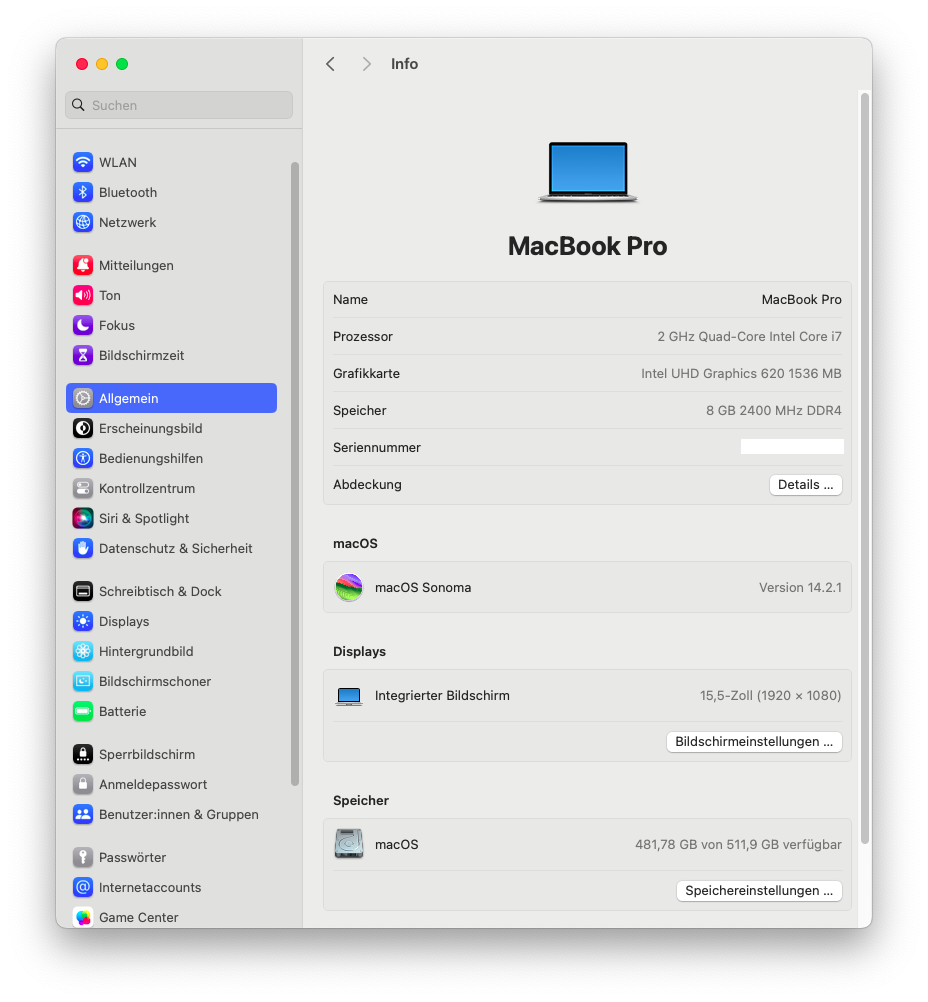 Info
Suchen
WLAN
Bluetooth
Netzwerk
Mitteilungen
Ton
Fokus
Bildschirmzeit
Allgemein
Erscheinungsbild
Bedienungshilfen
Kontrollzentrum
Siri & Spotlight
Datenschutz & Sicherheit
Schreibtisch & Dock
Displays
Hintergrundbild
Bildschirmschoner
Batterie
Sperrbildschirm
Anmeldepasswort
Benutzer:innen & Gruppen
Passwörter
Internetaccounts
Game Center
MacBook Pro
Name MacBook Pro
Prozessor 2 GHz Quad-Core Intel Core i7
Grafikkarte Intel UHD Graphics 620 1536 MB
Speicher 8 GB 2400 MHz DDR4
Seriennummer
Abdeckung Details ...
macOS
macOS Sonoma Version 14.2.1
Displays
Integrierter Bildschirm 15,5-Zoll (1920 × 1080)
Bildschirmeinstellungen ...
Speicher
macOS 481,78 GB von 511,9 GB verfügbar
Speichereinstellungen ...